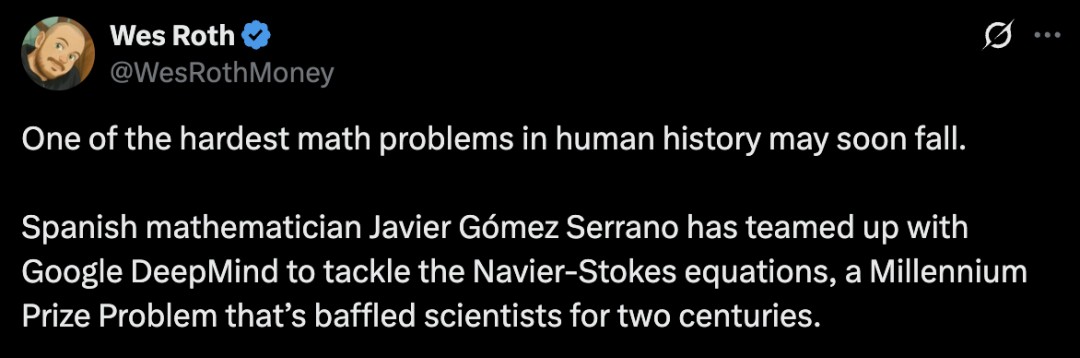 Wes Roth
@WesRothMoney
One of the hardest math problems in human history may soon fall.
Spanish mathematician Javier Gómez Serrano has teamed up with
Google DeepMind to tackle the Navier-Stokes equations, a Millennium
Prize Problem that’s baffled scientists for two centuries.